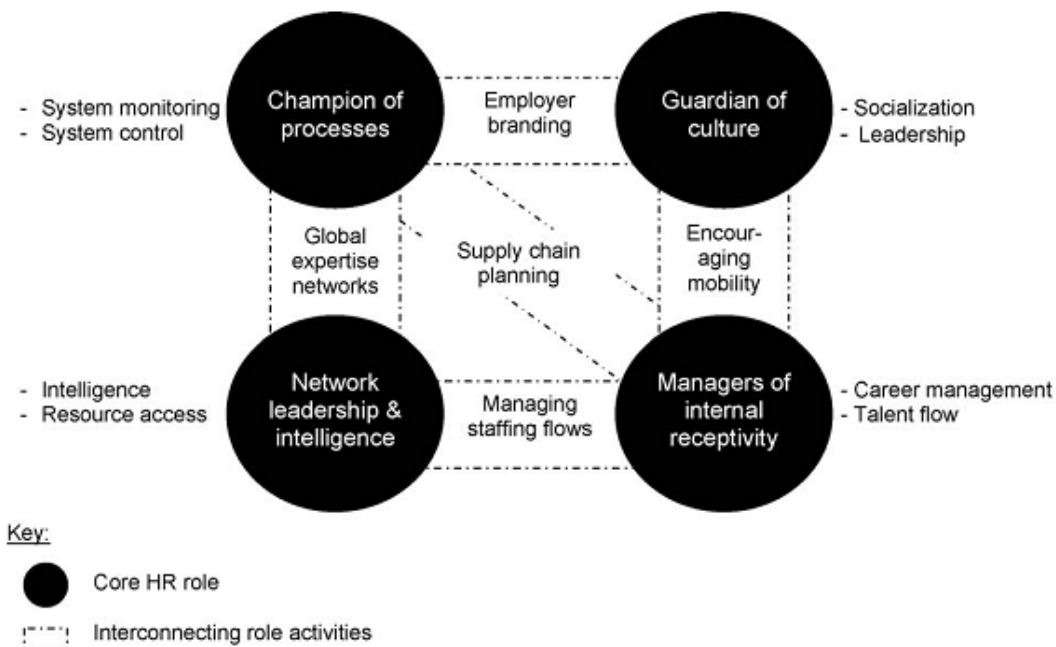 - System monitoring
- System control
Champion of
processes
Employer
branding
Guardian of
culture
- Socialization
- Leadership
Global
expertise
networks
Supply chain
planning
Encour-
aging
mobility
- Intelligence
- Resource access
Network
leadership &
intelligence
Managing
staffing flows
Managers of
internal
receptivity
- Career management
- Talent flow
Key:
Core HR role
Interconnecting role activities